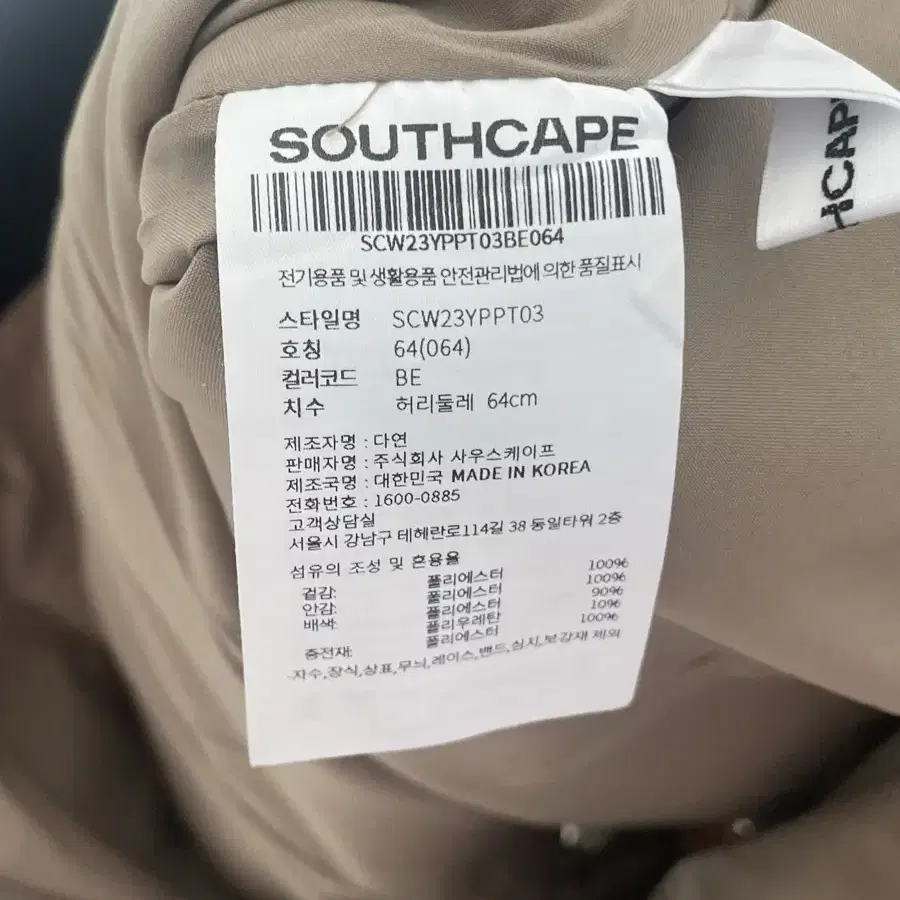 SOUTHCAPE
SCW23YPPT03BE064
전기용품 및 생활용품 안전관리법에 의한 품질표시
스타일명 SCW23YPPT03
호칭 64(064)
컬러코드 BE
치수 허리둘레 64cm
제조자명 : 다연
판매자명 : 주식회사 사우스케이프
제조국명 : 대한민국 MADE IN KOREA
전화번호 : 1600-0885
고객상담실
서울시 강남구 테헤란로114길 38 동일타워 2층
섬유의 조성 및 혼용율
겉감: 폴리에스터 100%
안감: 폴리에스터 100%
배색: 폴리에스터 90%
폴리우레탄 10%
충전재: 폴리에스터 100%
자수,장식,상표,무늬,레이스,밴드,심지,보강재 제외
HCAP